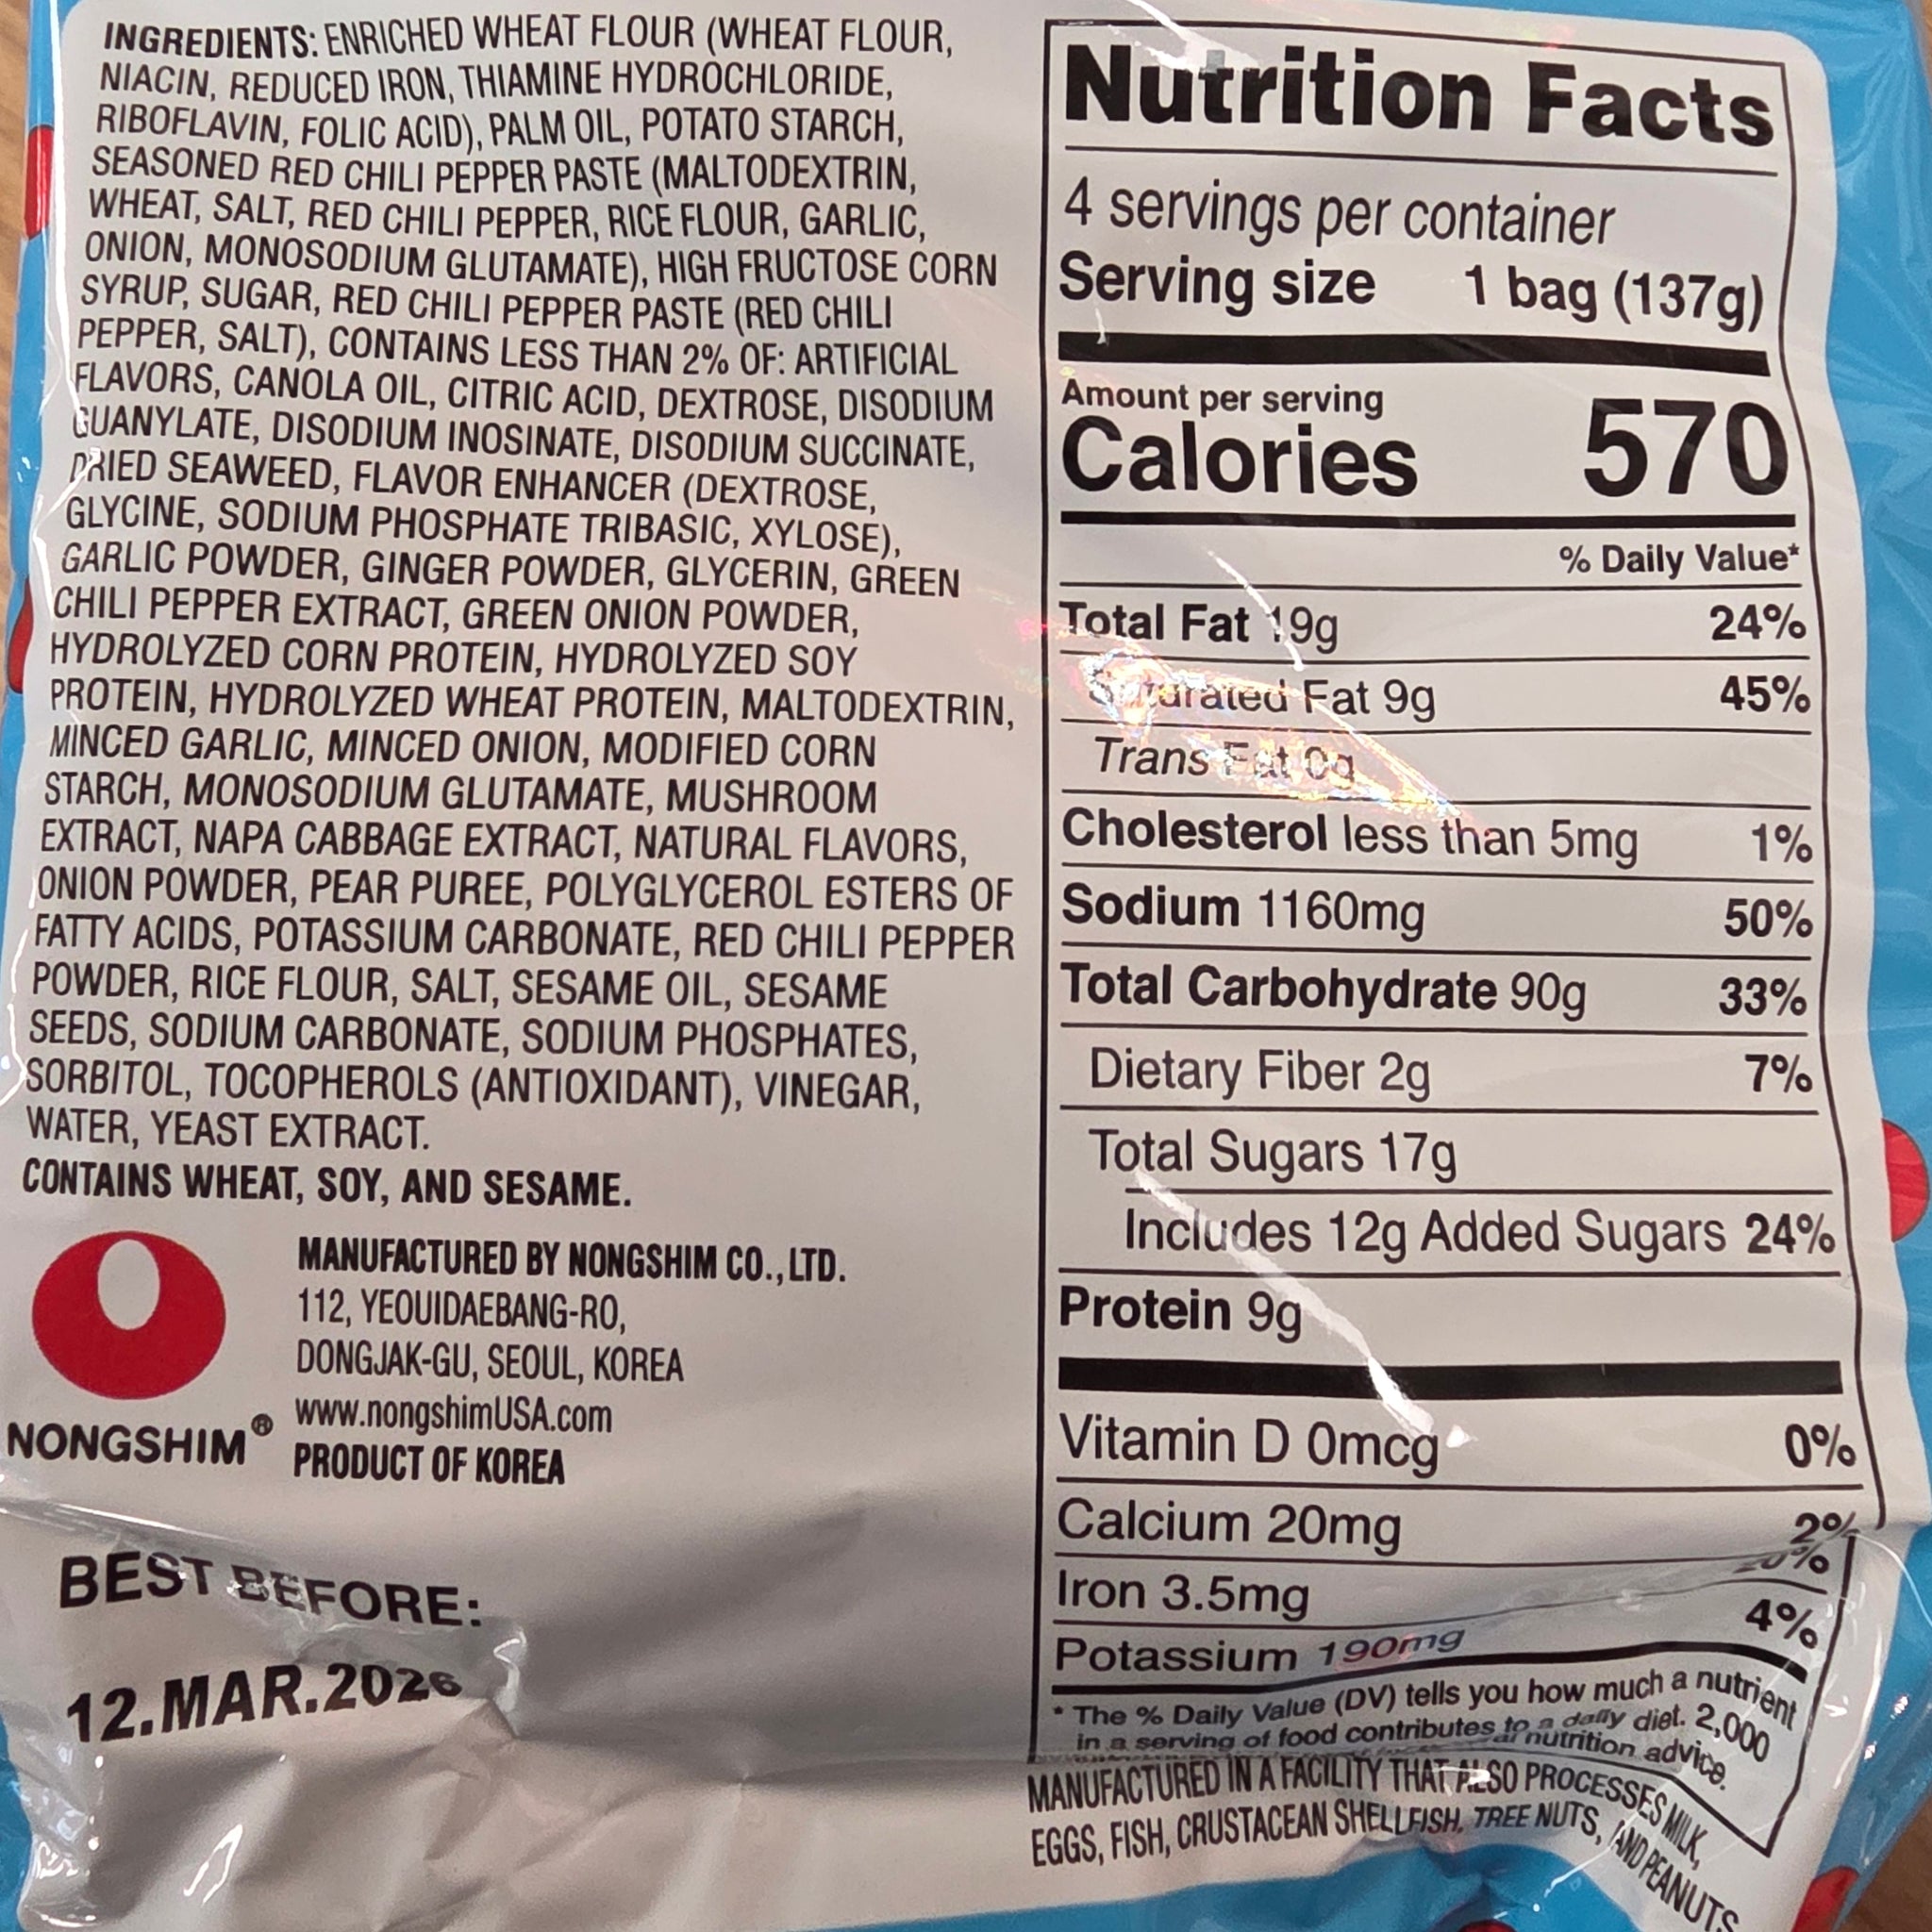 INGREDIENTS: ENRICHED WHEAT FLOUR (WHEAT FLOUR,
NIACIN, REDUCED IRON, THIAMINE HYDROCHLORIDE,
RIBOFLAVIN, FOLIC ACID), PALM OIL, POTATO STARCH,
SEASONED RED CHILI PEPPER PASTE (MALTODEXTRIN,
WHEAT, SALT, RED CHILI PEPPER, RICE FLOUR, GARLIC,
ONION, MONOSODIUM GLUTAMATE), HIGH FRUCTOSE CORN
SYRUP, SUGAR, RED CHILI PEPPER PASTE (RED CHILI
PEPPER, SALT), CONTAINS LESS THAN 2% OF: ARTIFICIAL
FLAVORS, CANOLA OIL, CITRIC ACID, DEXTROSE, DISODIUM
GUANYLATE, DISODIUM INOSINATE, DISODIUM SUCCINATE,
DRIED SEAWEED, FLAVOR ENHANCER (DEXTROSE,
GLYCINE, SODIUM PHOSPHATE TRIBASIC, XYLOSE),
GARLIC POWDER, GINGER POWDER, GLYCERIN, GREEN
CHILI PEPPER EXTRACT, GREEN ONION POWDER,
HYDROLYZED CORN PROTEIN, HYDROLYZED SOY
PROTEIN, HYDROLYZED WHEAT PROTEIN, MALTODEXTRIN,
MINCED GARLIC, MINCED ONION, MODIFIED CORN
STARCH, MONOSODIUM GLUTAMATE, MUSHROOM
EXTRACT, NAPA CABBAGE EXTRACT, NATURAL FLAVORS,
ONION POWDER, PEAR PUREE, POLYGLYCEROL ESTERS OF
FATTY ACIDS, POTASSIUM CARBONATE, RED CHILI PEPPER
POWDER, RICE FLOUR, SALT, SESAME OIL, SESAME
SEEDS, SODIUM CARBONATE, SODIUM PHOSPHATES,
SORBITOL, TOCOPHEROLS (ANTIOXIDANT), VINEGAR,
WATER, YEAST EXTRACT.
CONTAINS WHEAT, SOY, AND SESAME.
MANUFACTURED BY NONGSHIM CO., LTD.
112, YEOUIDAEBANG-RO,
DONGJAK-GU, SEOUL, KOREA
www.nongshimUSA.com
PRODUCT OF KOREA
NONGSHIM®
BEST BEFORE:
12.MAR.2026
Nutrition Facts
4 servings per container
Serving size 1 bag (137g)
Amount per serving
Calories 570
% Daily Value*
Total Fat 19g 24%
Saturated Fat 9g 45%
Trans Fat 0g
Cholesterol less than 5mg 1%
Sodium 1160mg 50%
Total Carbohydrate 90g 33%
Dietary Fiber 2g 7%
Total Sugars 17g
Includes 12g Added Sugars 24%
Protein 9g
Vitamin D 0mcg 0%
Calcium 20mg 2%
Iron 3.5mg 20%
Potassium 190mg 4%
* The % Daily Value (DV) tells you how much a nutrient
in a serving of food contributes to a daily diet. 2,000
nutrition advice.
MANUFACTURED IN A FACILITY THAT ALSO PROCESSES MILK,
EGGS, FISH, CRUSTACEAN SHELLFISH, TREE NUTS, AND PEANUTS